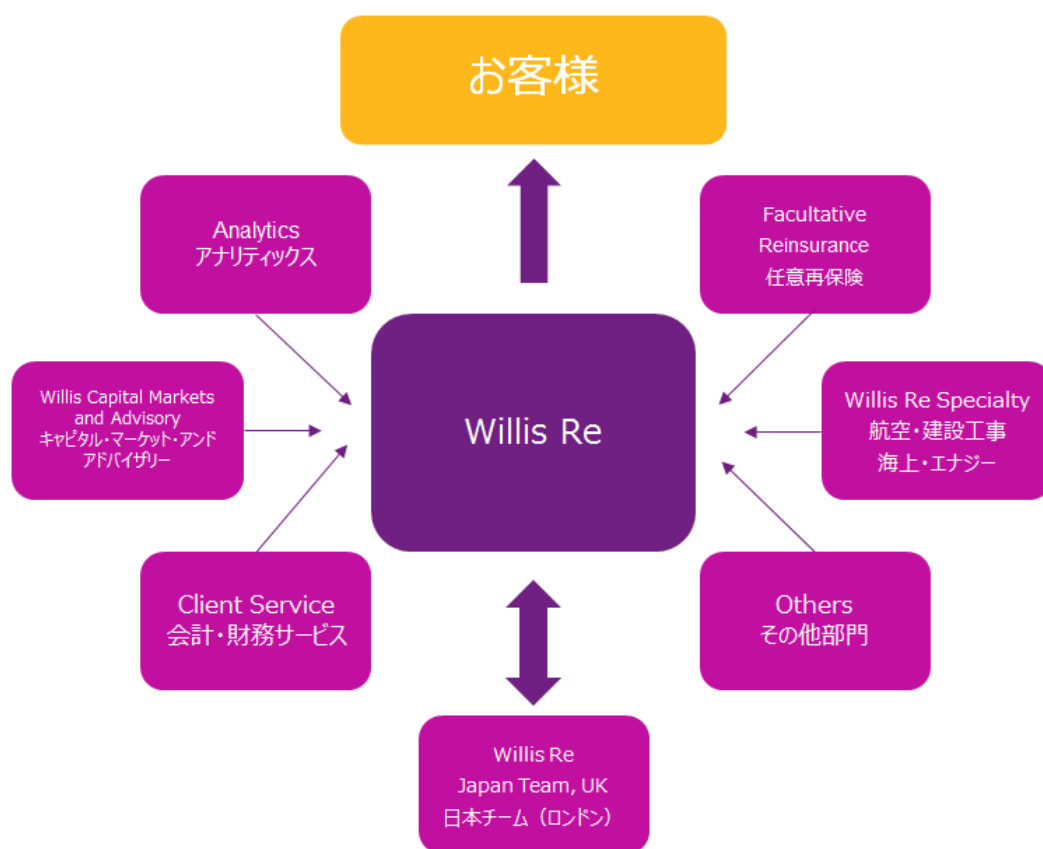 お客様
Analytics
アナリティックス
Facultative
Reinsurance
任意再保険
Willis Capital Markets
and Advisory
キャピタル・マーケット・アンド
アドバイザリー
Willis Re
Willis Re Specialty
航空・建設工事
海上・エナジー
Client Service
会計・財務サービス
Others
その他部門
Willis Re
Japan Team, UK
日本チーム（ロンドン）